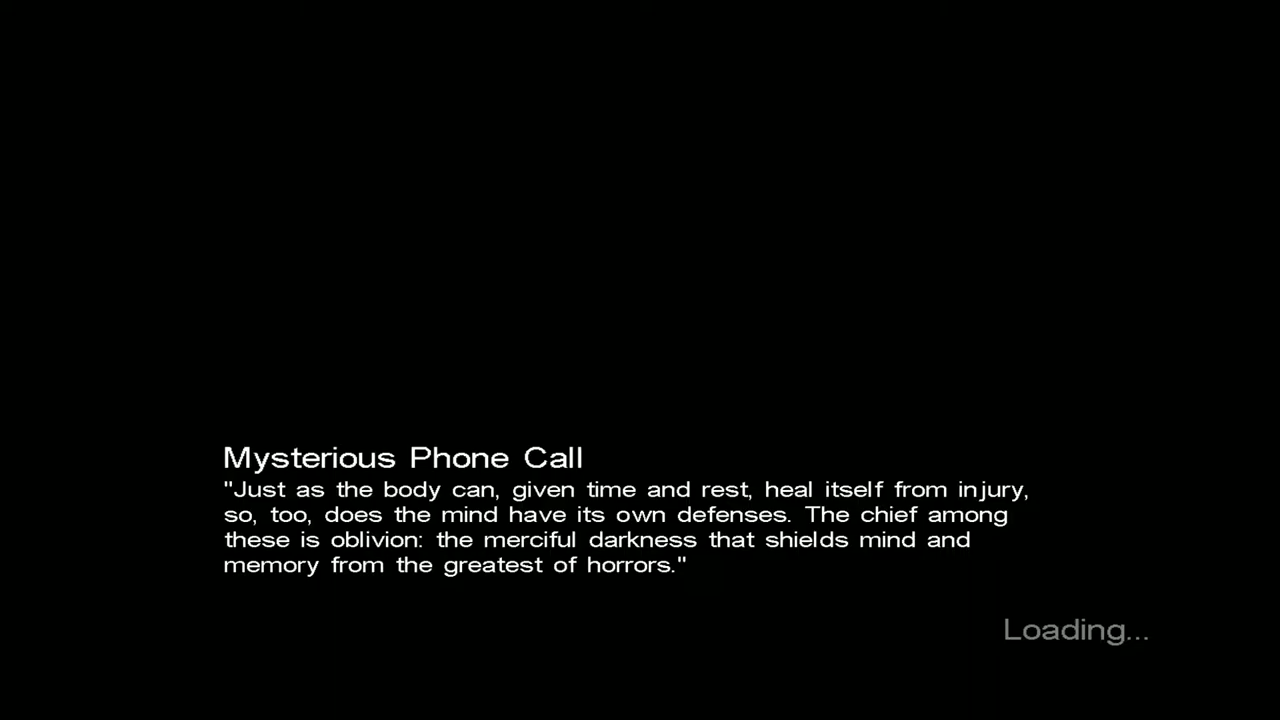 Mysterious Phone Call
"Just as the body can, given time and rest, heal itself from injury,
so, too, does the mind have its own defenses. The chief among
these is oblivion: the merciful darkness that shields mind and
memory from the greatest of horrors."
Loading...